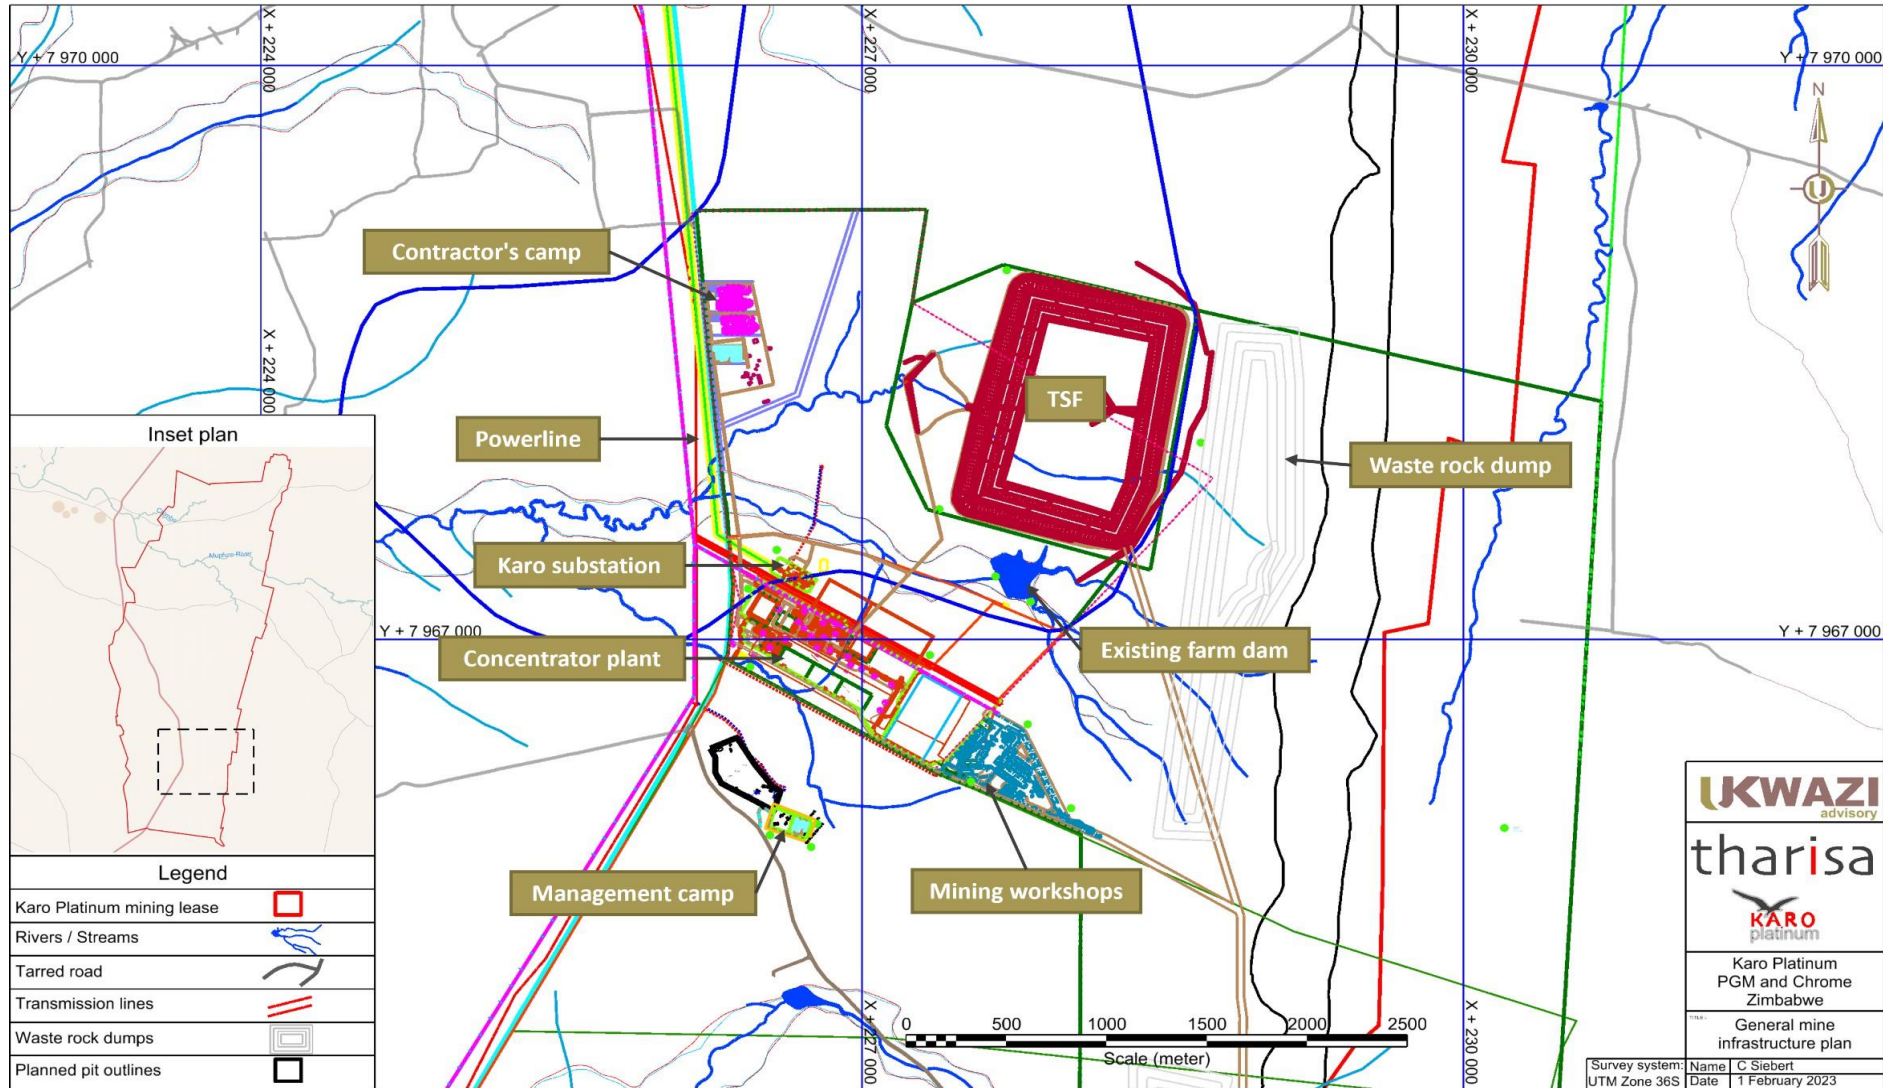 Y + 7 970 000
X + 224 000
X + 227 000
X + 230 000
Y + 7 970 000
N
U
Contractor's camp
X + 224 000
TSF
Inset plan
Powerline
Waste rock dump
Mupfure River
Karo substation
Y + 7 967 000
Y + 7 967 000
Concentrator plant
Existing farm dam
UKWAZI
advisory
tharisa
Legend
Management camp
Mining workshops
Karo Platinum mining lease
KARO
platinum
Rivers / Streams
Tarred road
Karo Platinum
PGM and Chrome
Zimbabwe
Transmission lines
X + 227 000
X + 230 000
0 500 1000 1500 2000 2500
Scale (meter)
Waste rock dumps
General mine
infrastructure plan
Planned pit outlines
Survey system:
UTM Zone 36S
Name C Siebert
Date 1 February 2023